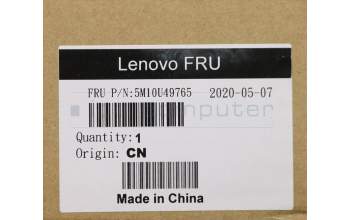 Lenovo FRU
FRU P/N:5M10U49765 2020-05-07
Quantity:1
Origin: CN
Made in China